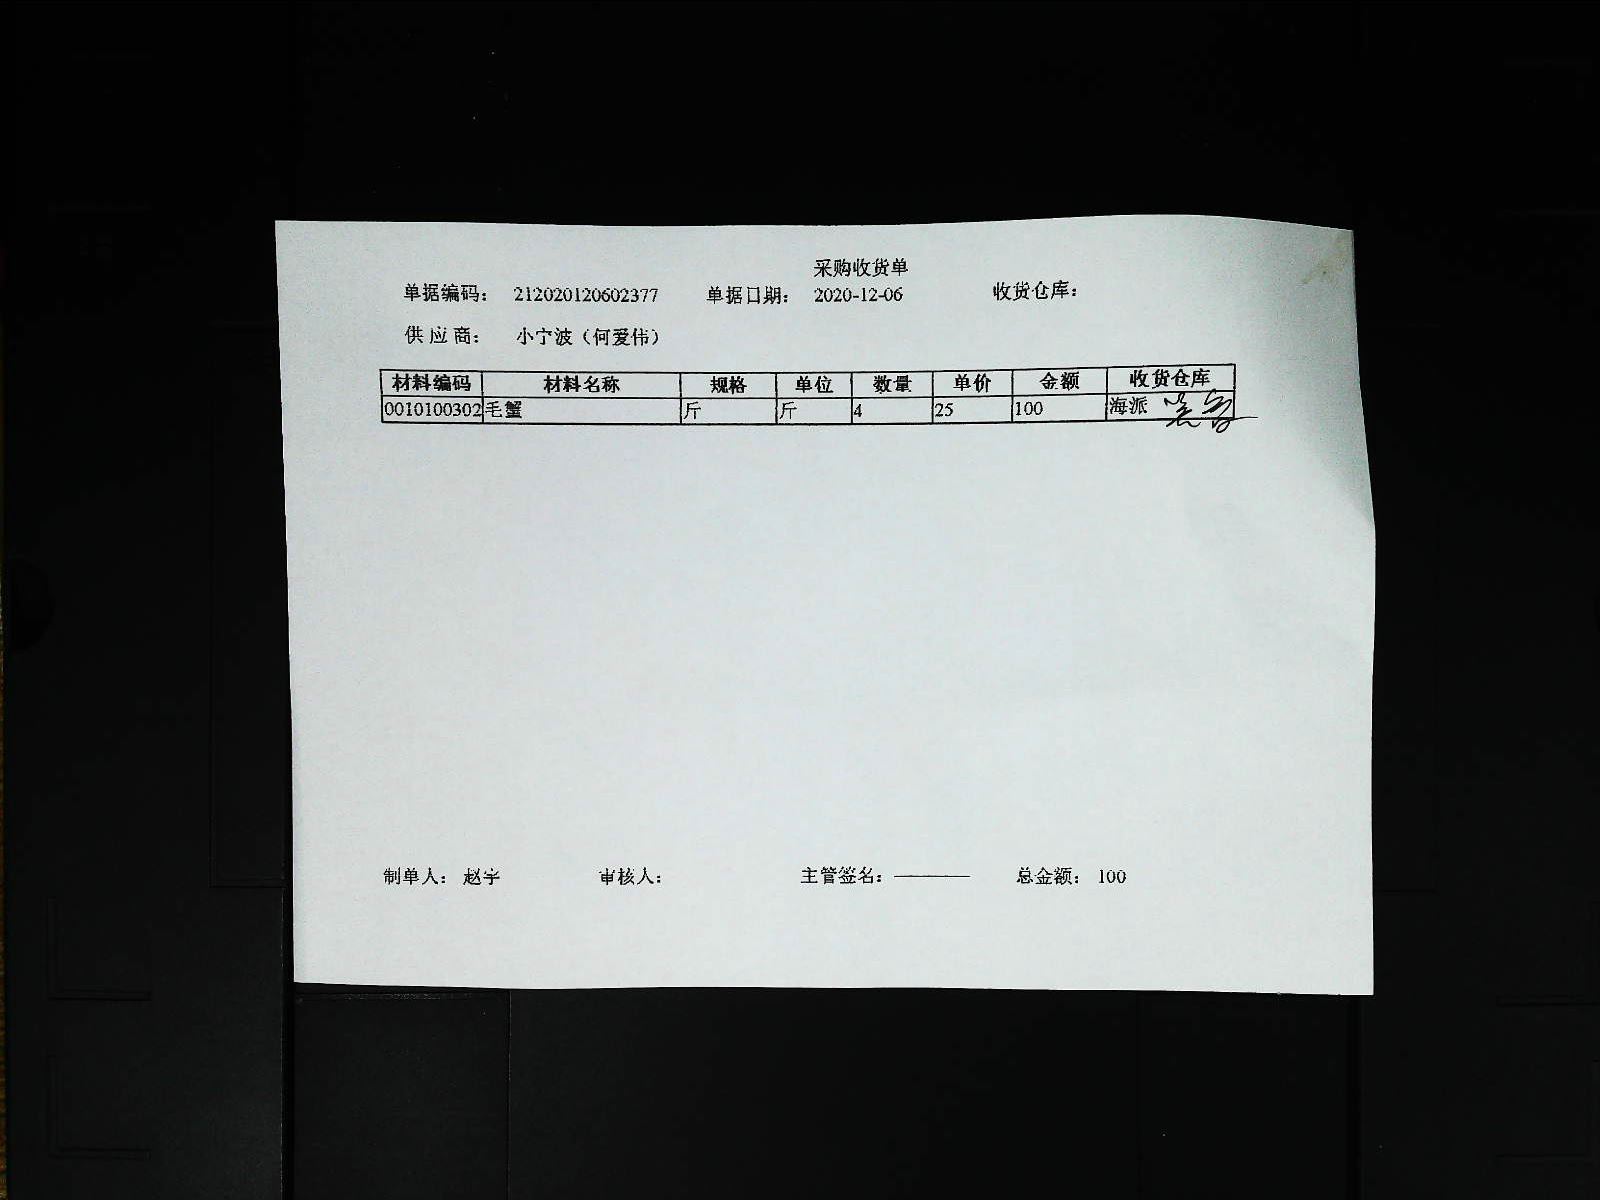 采购收货单
单据编码： 212020120602377 单据日期： 2020-12-06 收货仓库：
供应商： 小宁波（何爱伟）
材料编码 材料名称 规格 单位 数量 单价 金额 收货仓库
0010100302 毛蟹 斤 斤 4 25 100 海派
制单人： 赵宇 审核人： 主管签名： 总金额： 100